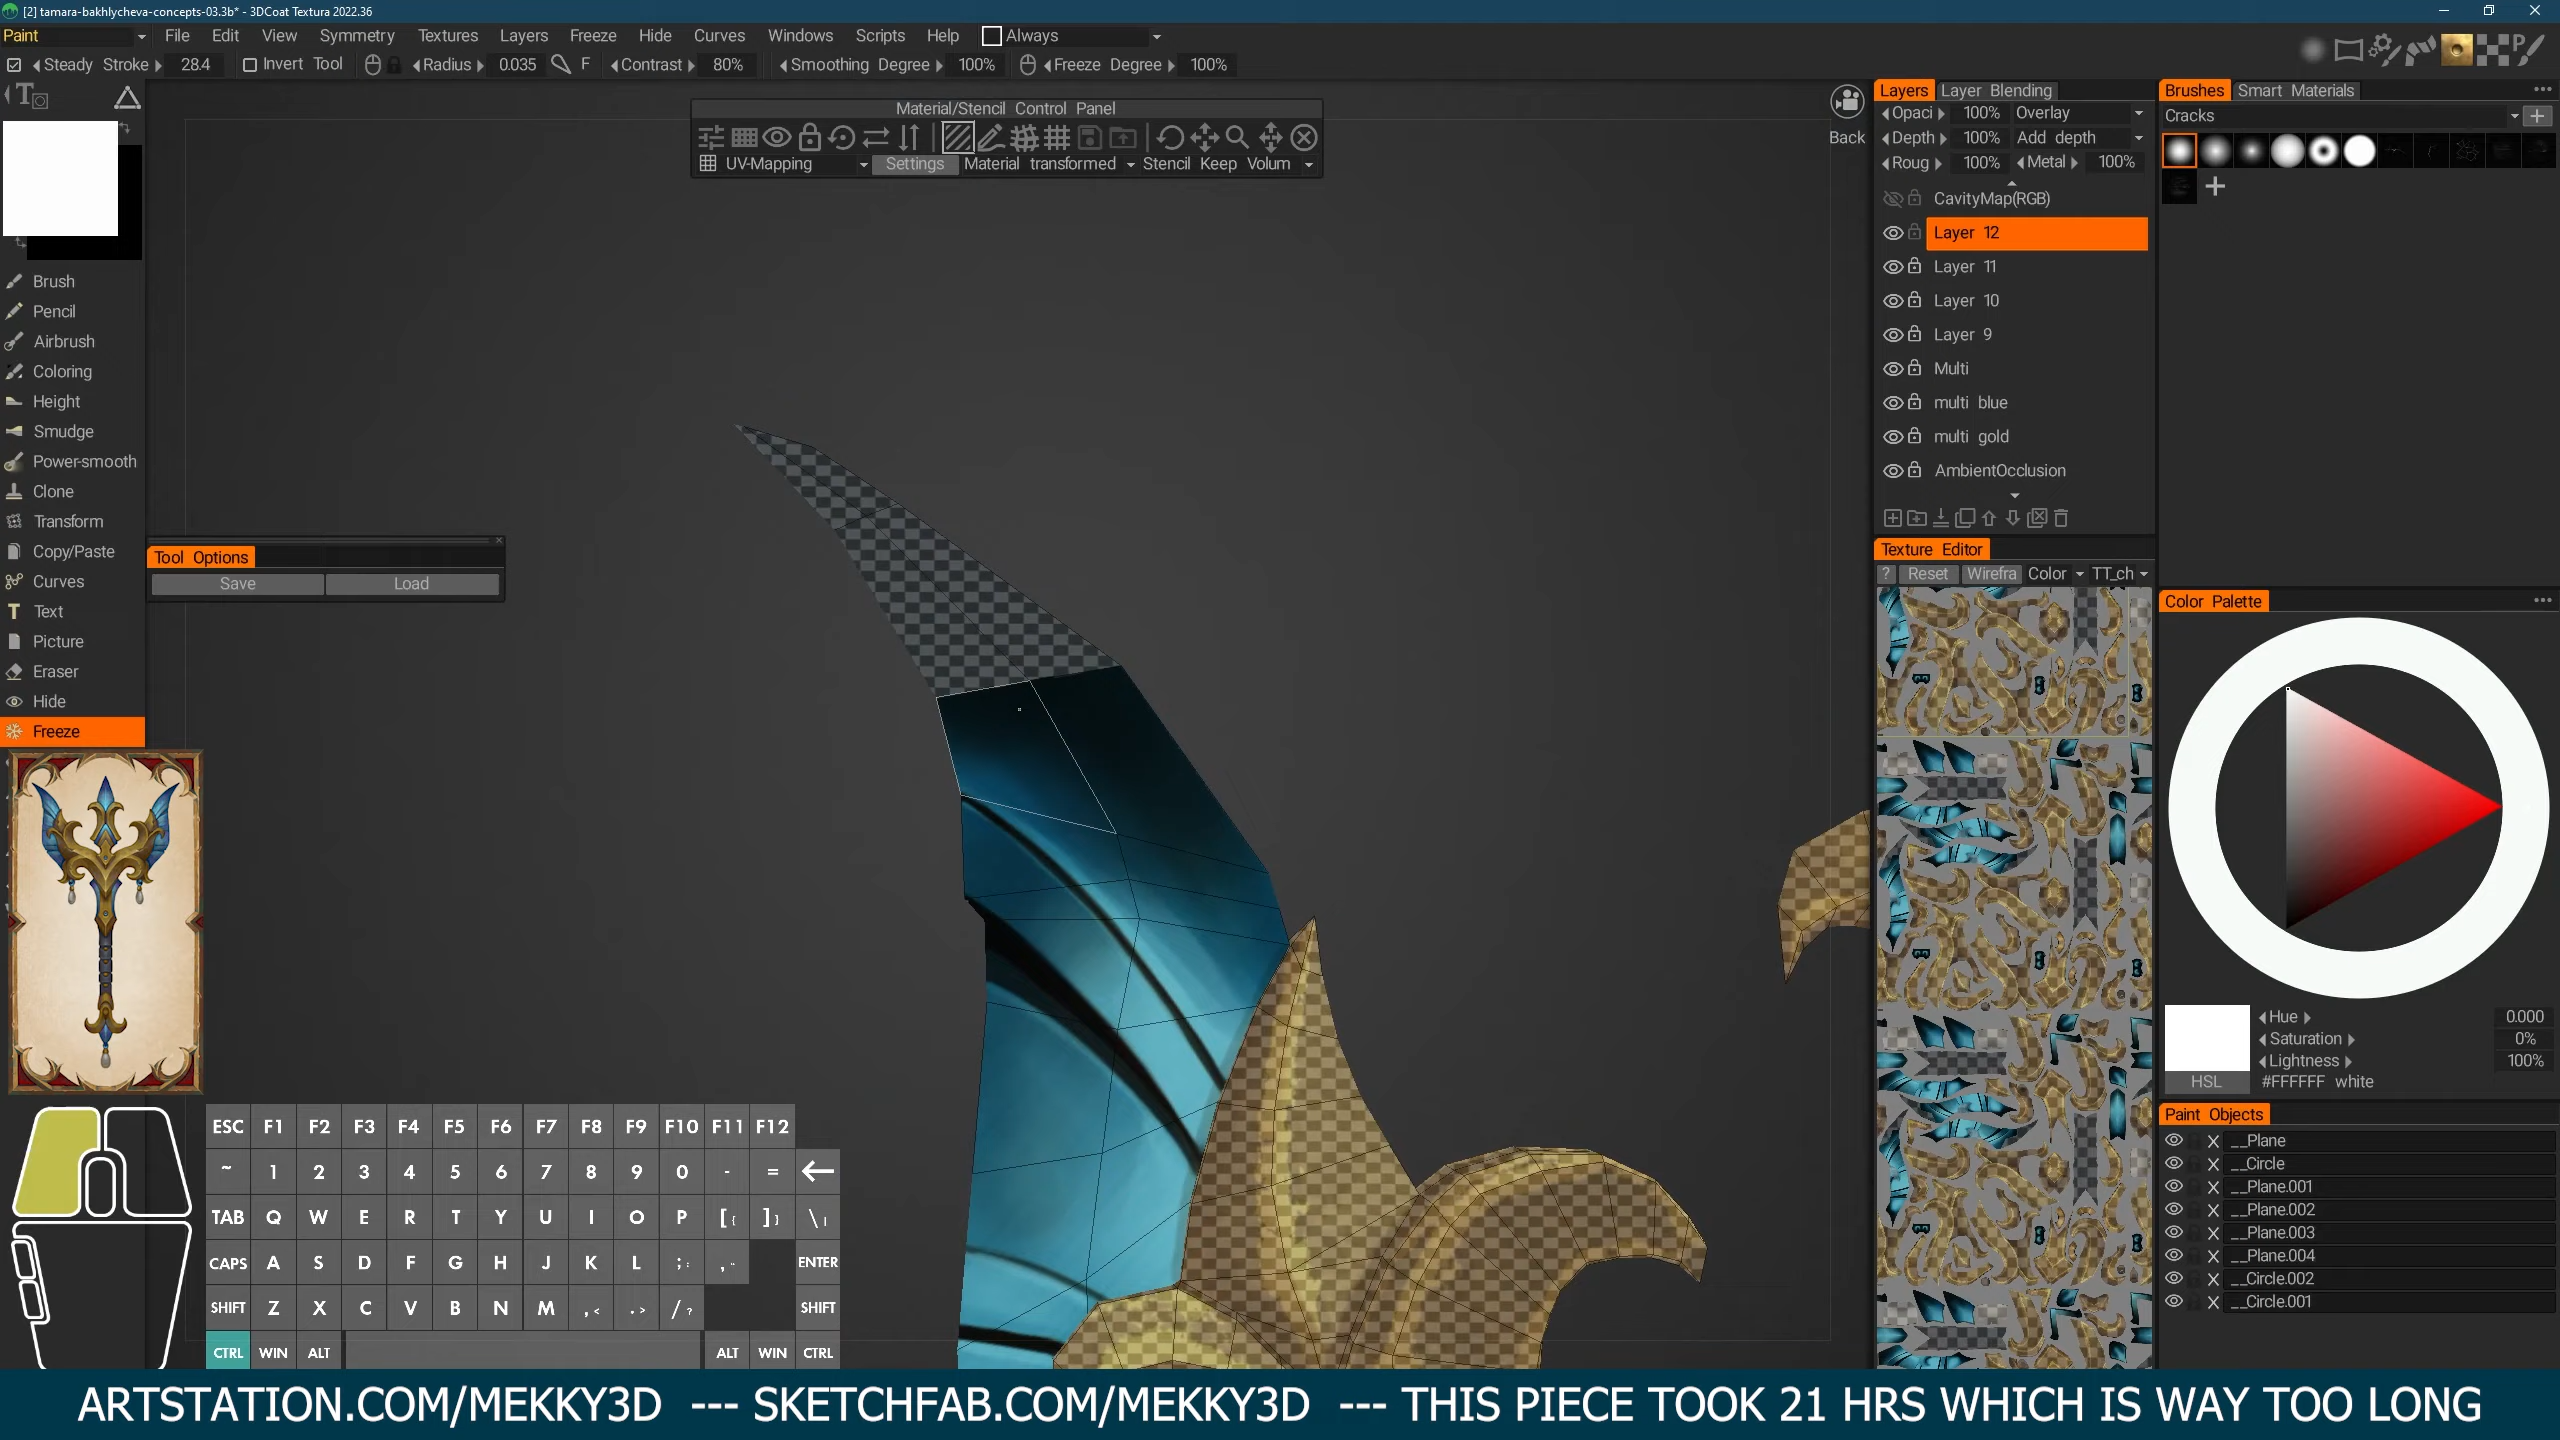 [2] tamara-bakhlycheva-concepts-03.3b* - 3DCoat Textura 2022.36
Paint File Edit View Symmetry Textures Layers Freeze Hide Curves Windows Scripts Help Always
Steady Stroke 28.4 Invert Tool Radius 0.035 F Contrast 80% Smoothing Degree 100% Freeze Degree 100%
Material/Stencil Control Panel
UV-Mapping Settings Material transformed Stencil Keep Volum
Back
Brush
Pencil
Airbrush
Coloring
Height
Smudge
Power-smooth
Clone
Transform
Copy/Paste
Curves
Text
Picture
Eraser
Hide
Freeze
Tool Options
Save Load
Layers Layer Blending
Opaci 100% Overlay
Depth 100% Add depth
Roug 100% Metal 100%
CavityMap(RGB)
Layer 12
Layer 11
Layer 10
Layer 9
Multi
multi blue
multi gold
AmbientOcclusion
Texture Editor
? Reset Wirefra Color TT_ch
Brushes Smart Materials
Cracks
Color Palette
Hue 0.000
Saturation 0%
Lightness 100%
HSL #FFFFFF white
Paint Objects
X __Plane
X __Circle
X __Plane.001
X __Plane.002
X __Plane.003
X __Plane.004
X __Circle.002
X __Circle.001
ESC F1 F2 F3 F4 F5 F6 F7 F8 F9 F10 F11 F12
~ 1 2 3 4 5 6 7 8 9 0 - = ←
TAB Q W E R T Y U I O P [{ ]} \|
CAPS A S D F G H J K L ;: ," ENTER
SHIFT Z X C V B N M ,< .> /? SHIFT
CTRL WIN ALT ALT WIN CTRL
ARTSTATION.COM/MEKKY3D --- SKETCHFAB.COM/MEKKY3D --- THIS PIECE TOOK 21 HRS WHICH IS WAY TOO LONG